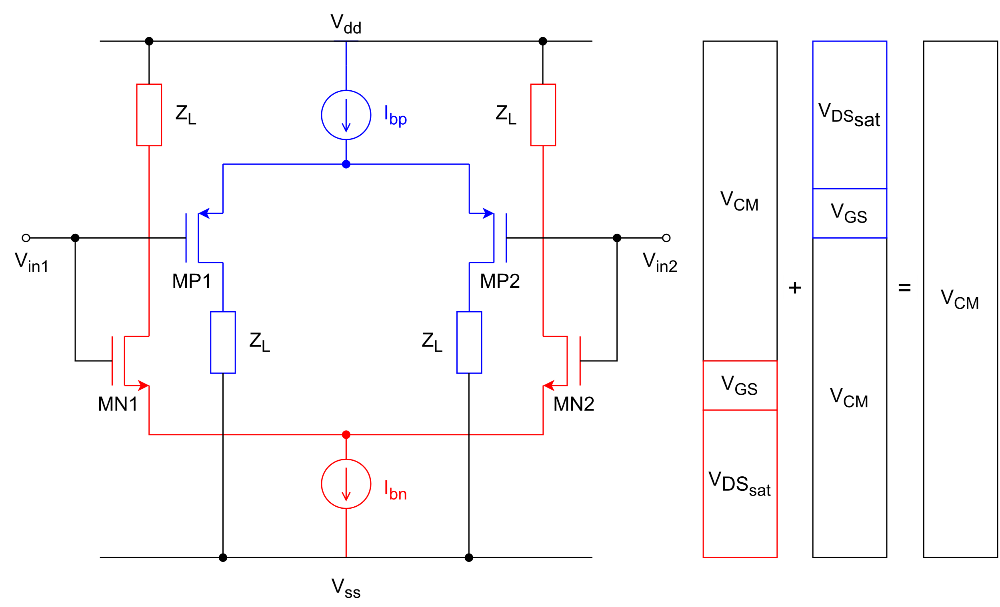 Vdd
ZL
Ibp
ZL
VDSsat
VCM
VGS
Vin1
MP1
MP2
Vin2
+
=
VCM
ZL
ZL
MN1
MN2
VGS
VCM
Ibn
VDSsat
Vss